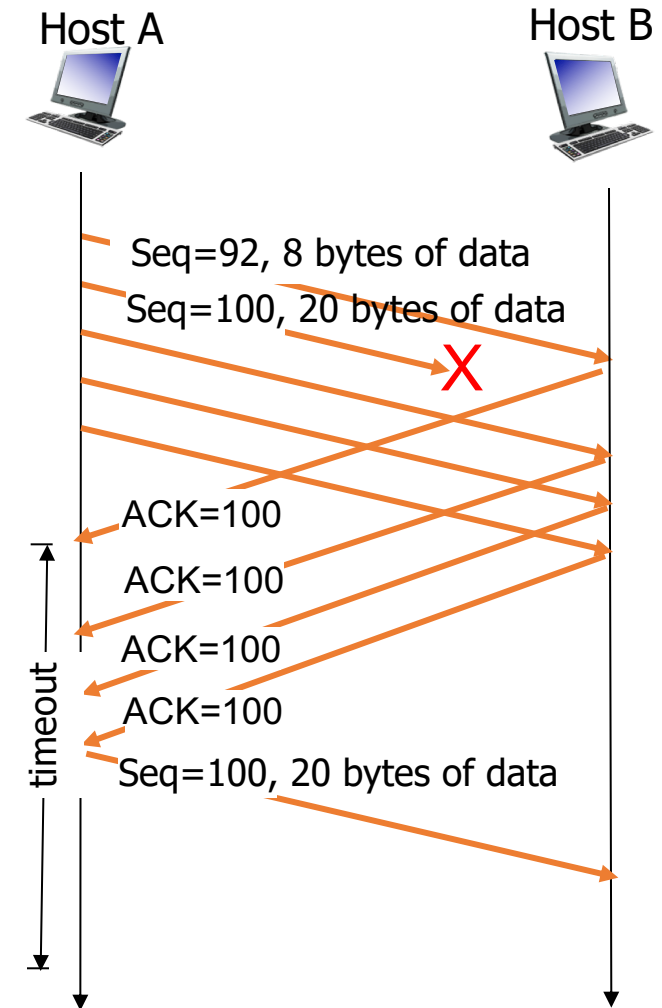 Host A
Host B
Seq=92, 8 bytes of data
Seq=100, 20 bytes of data
X
ACK=100
ACK=100
ACK=100
ACK=100
timeout
Seq=100, 20 bytes of data